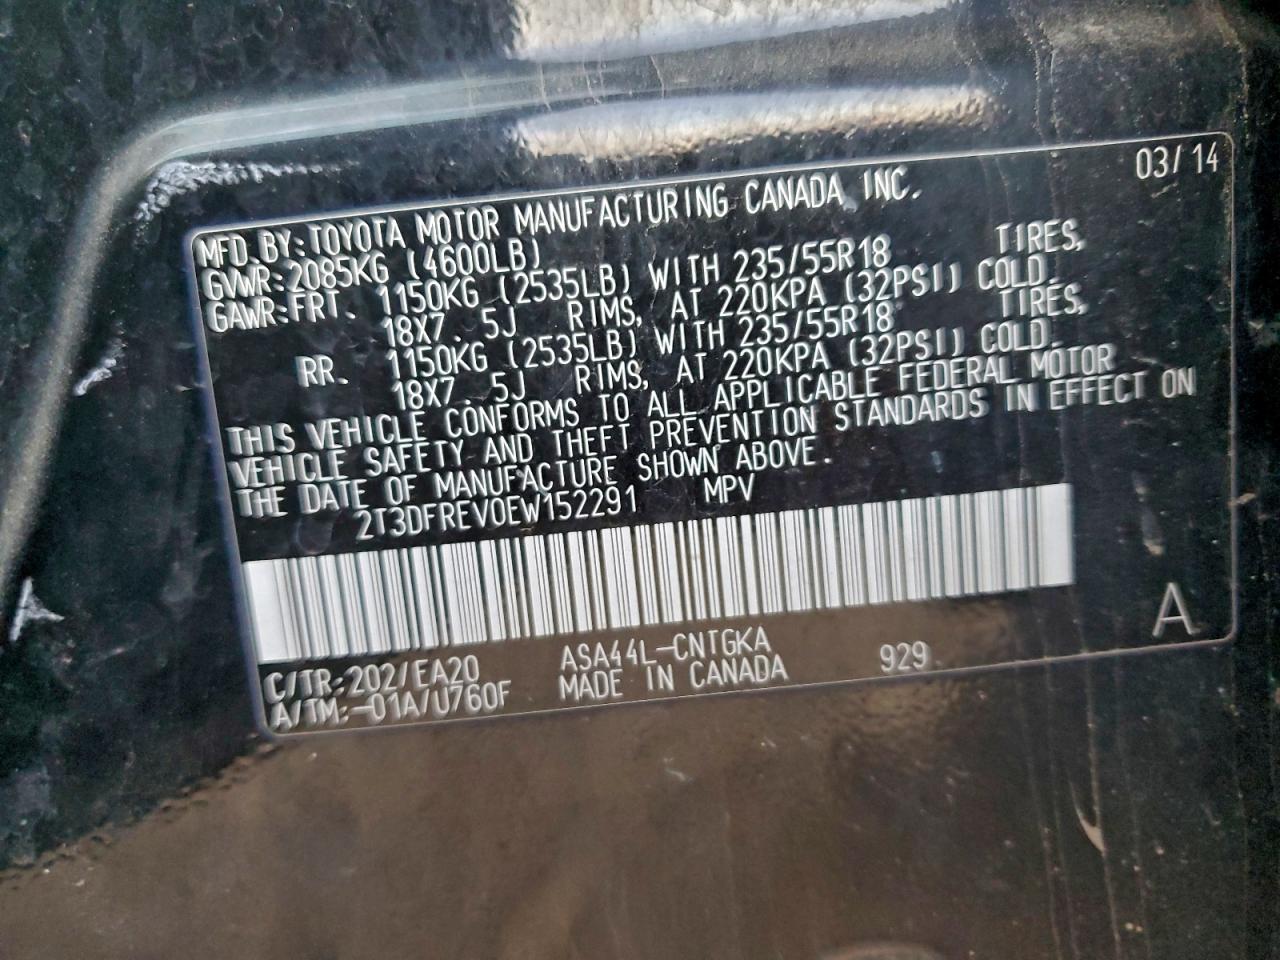 03/14
MFD.BY:TOYOTA MOTOR MANUFACTURING CANADA INC.
GVWR:2085KG (4600LB)
GAWR:FRT. 1150KG (2535LB) WITH 235/55R18 TIRES,
18X7.5J RIMS, AT 220KPA (32PSI) COLD.
RR. 1150KG (2535LB) WITH 235/55R18 TIRES,
18X7.5J RIMS, AT 220KPA (32PSI) COLD.
THIS VEHICLE CONFORMS TO ALL APPLICABLE FEDERAL MOTOR
VEHICLE SAFETY AND THEFT PREVENTION STANDARDS IN EFFECT ON
THE DATE OF MANUFACTURE SHOWN ABOVE.
2T3DFREV0EW152291 MPV
C/TR:202/EA20 ASA44L-CNTGKA 929 A
A/TM:-01A/U760F MADE IN CANADA